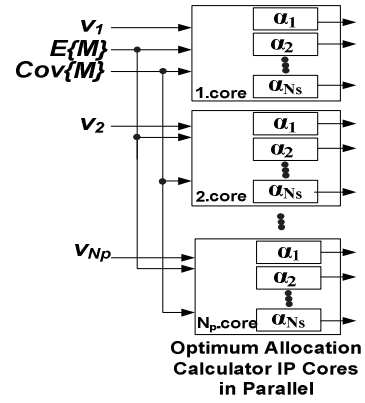 v1
α1
E{M}
α2
Cov{M}
αNs
1.core
v2
α1
α2
αNs
2.core
vNp
α1
α2
αNs
Np-core
Optimum Allocation
Calculator IP Cores
in Parallel